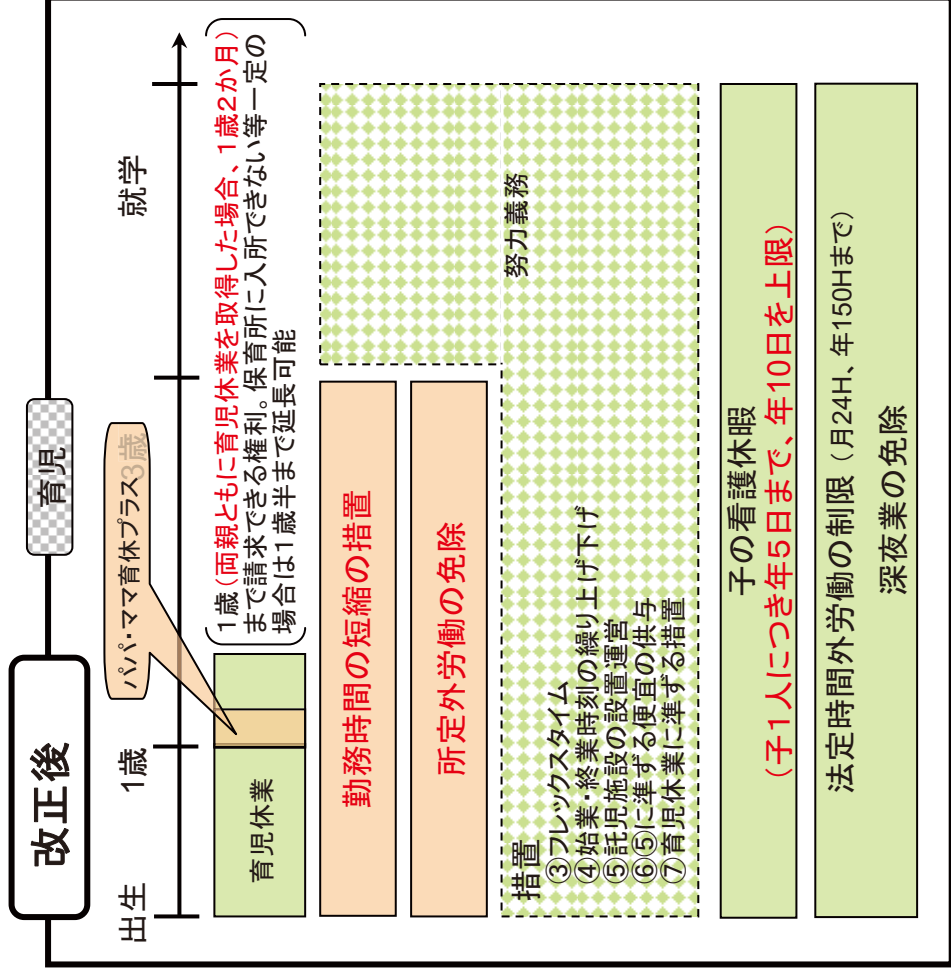 改正後
育児
出生
1歳
パパ・ママ育休プラス
3歳
就学
育児休業
1歳(両親ともに育児休業を取得した場合、1歳2か月)
まで請求できる権利。保育所に入所できない等一定の
場合は1歳半まで延長可能
勤務時間の短縮の措置
所定外労働の免除
努力義務
措置
③フレックスタイム
④始業・終業時刻の繰り上げ下げ
⑤託児施設の設置運営
⑥⑤に準ずる便宜の供与
⑦育児休業に準ずる措置
子の看護休暇
(子1人につき年5日まで、年10日を上限)
法定時間外労働の制限(月24H、年150Hまで)
深夜業の免除